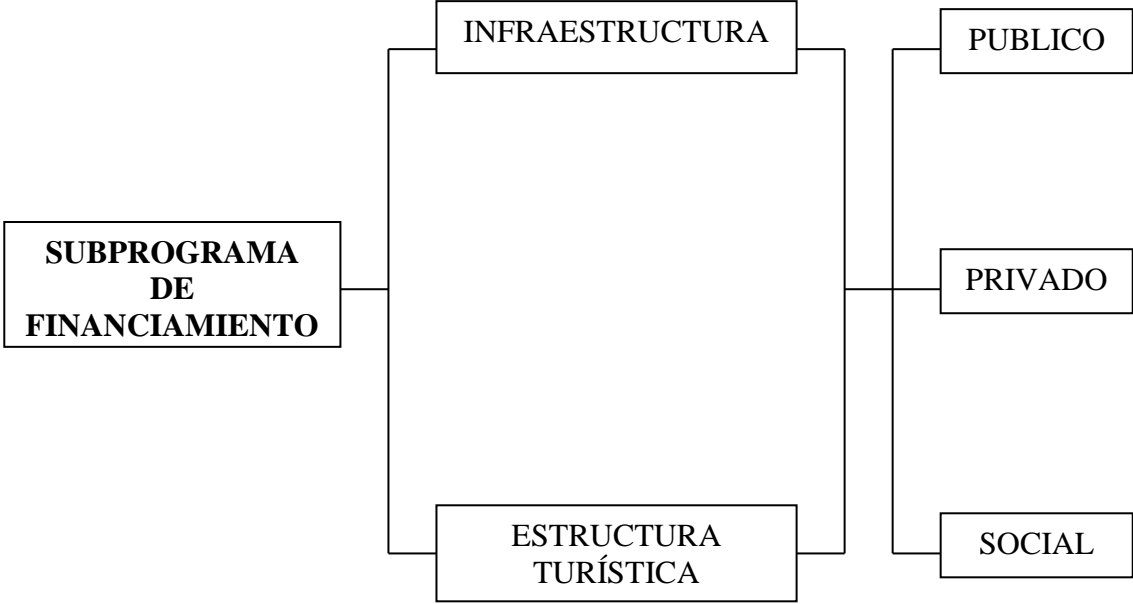 INFRAESTRUCTURA
PUBLICO
SUBPROGRAMA
DE
FINANCIAMIENTO
PRIVADO
ESTRUCTURA
TURÍSTICA
SOCIAL